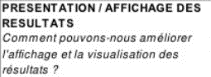 PRESENTATION / AFFICHAGE DES
RESULTATS
Comment pouvons-nous améliorer
l'affichage et la visualisation des
résultats ?